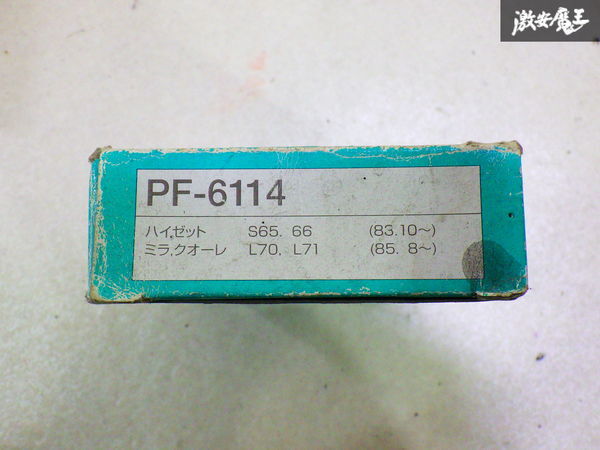 激安魔王
PF-6114
ハイゼット S65. 66 (83.10～)
ミラ,クオーレ L70, L71 (85. 8～)